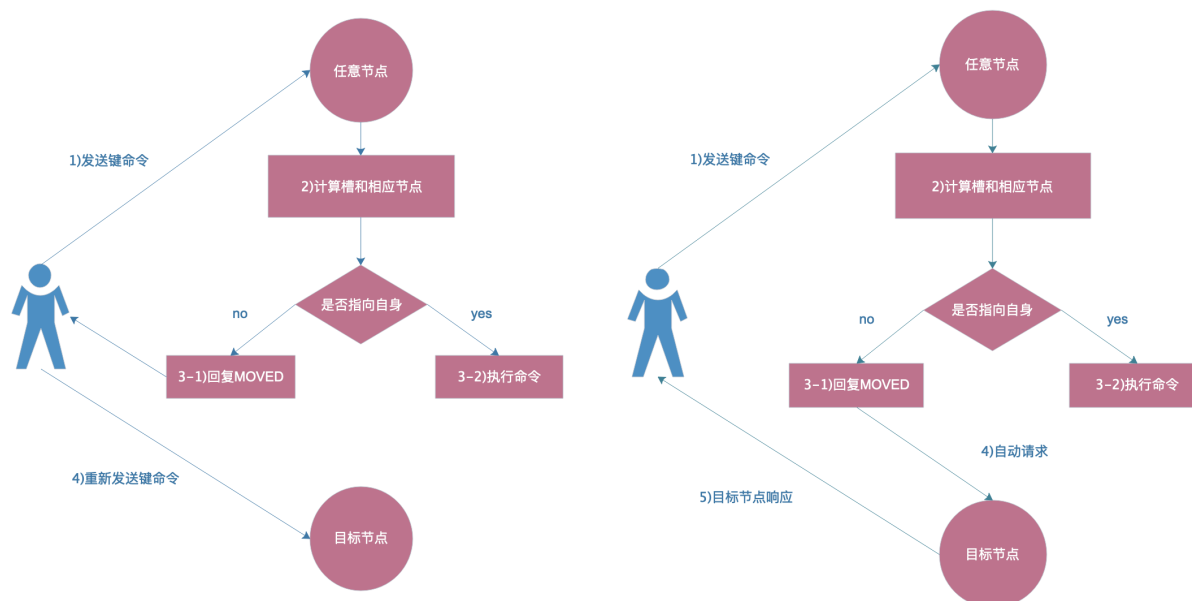 任意节点
1)发送键命令
2)计算槽和相应节点
是否指向自身
no
yes
3-1)回复MOVED
3-2)执行命令
4)重新发送键命令
目标节点
任意节点
1)发送键命令
2)计算槽和相应节点
是否指向自身
no
yes
3-1)回复MOVED
3-2)执行命令
4)自动请求
5)目标节点响应
目标节点